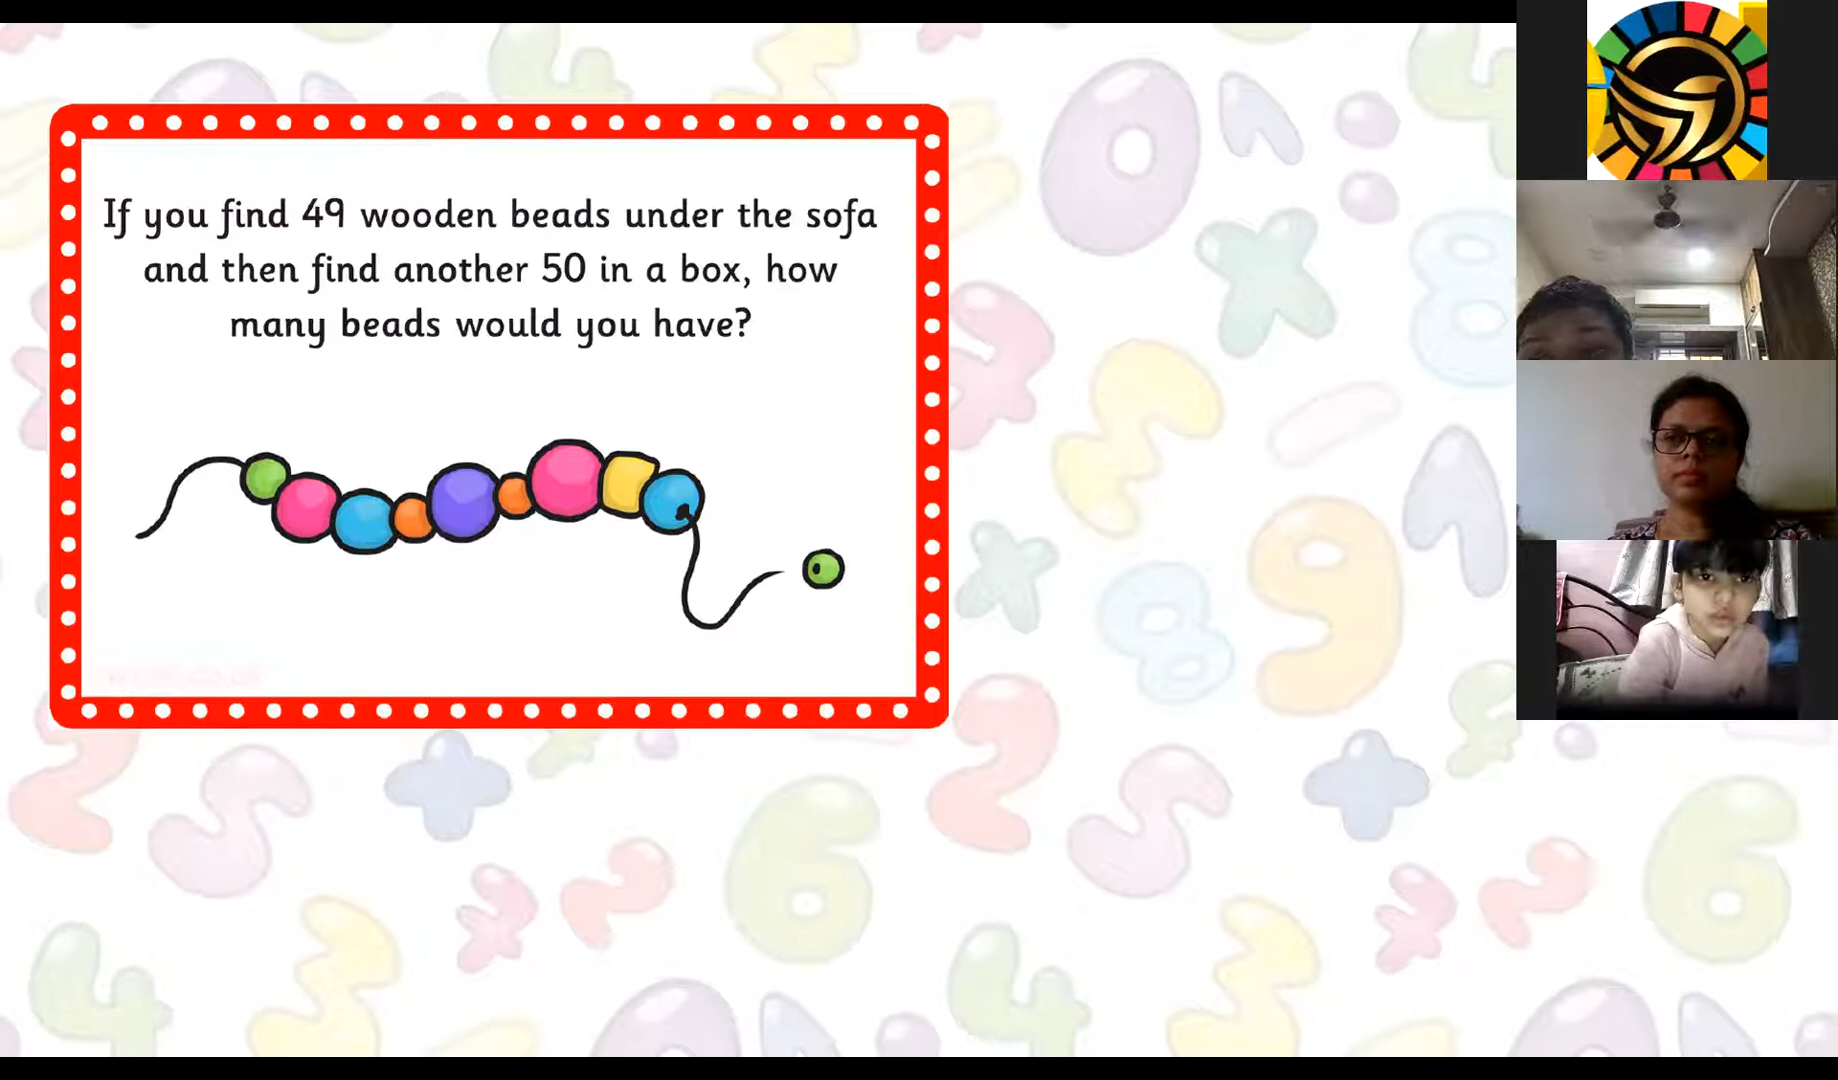 If you find 49 wooden beads under the sofa
and then find another 50 in a box, how
many beads would you have?